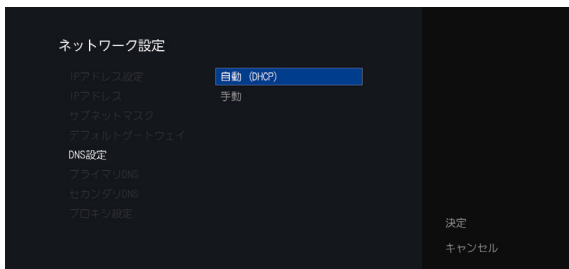 ネットワーク設定
IPアドレス設定
自動 (DHCP)
IPアドレス
手動
サブネットマスク
デフォルトゲートウェイ
DNS設定
プライマリDNS
セカンダリDNS
プロキシ設定
決定
キャンセル